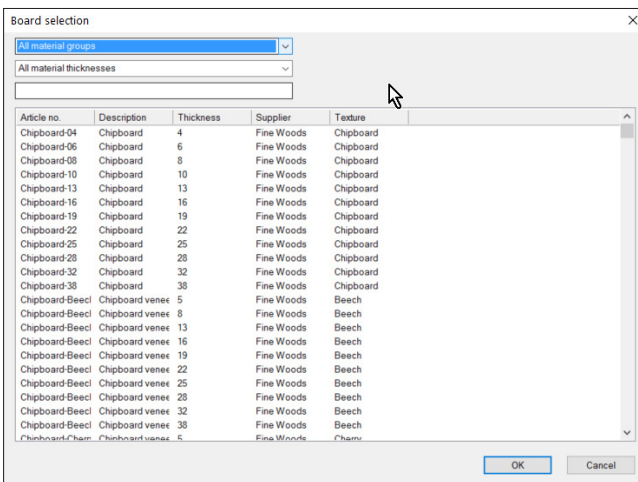 Board selection
All material groups
All material thicknesses
Article no. Description Thickness Supplier Texture
Chipboard-04 Chipboard 4 Fine Woods Chipboard
Chipboard-06 Chipboard 6 Fine Woods Chipboard
Chipboard-08 Chipboard 8 Fine Woods Chipboard
Chipboard-10 Chipboard 10 Fine Woods Chipboard
Chipboard-13 Chipboard 13 Fine Woods Chipboard
Chipboard-16 Chipboard 16 Fine Woods Chipboard
Chipboard-19 Chipboard 19 Fine Woods Chipboard
Chipboard-22 Chipboard 22 Fine Woods Chipboard
Chipboard-25 Chipboard 25 Fine Woods Chipboard
Chipboard-28 Chipboard 28 Fine Woods Chipboard
Chipboard-32 Chipboard 32 Fine Woods Chipboard
Chipboard-38 Chipboard 38 Fine Woods Chipboard
Chipboard-Beecl Chipboard venee 5 Fine Woods Beech
Chipboard-Beecl Chipboard venee 8 Fine Woods Beech
Chipboard-Beecl Chipboard venee 13 Fine Woods Beech
Chipboard-Beecl Chipboard venee 16 Fine Woods Beech
Chipboard-Beecl Chipboard venee 19 Fine Woods Beech
Chipboard-Beecl Chipboard venee 22 Fine Woods Beech
Chipboard-Beecl Chipboard venee 25 Fine Woods Beech
Chipboard-Beecl Chipboard venee 28 Fine Woods Beech
Chipboard-Beecl Chipboard venee 32 Fine Woods Beech
Chipboard-Beecl Chipboard venee 38 Fine Woods Beech
Chipboard-Cherr Chipboard venee 5 Fine Woods Cherry
OK Cancel